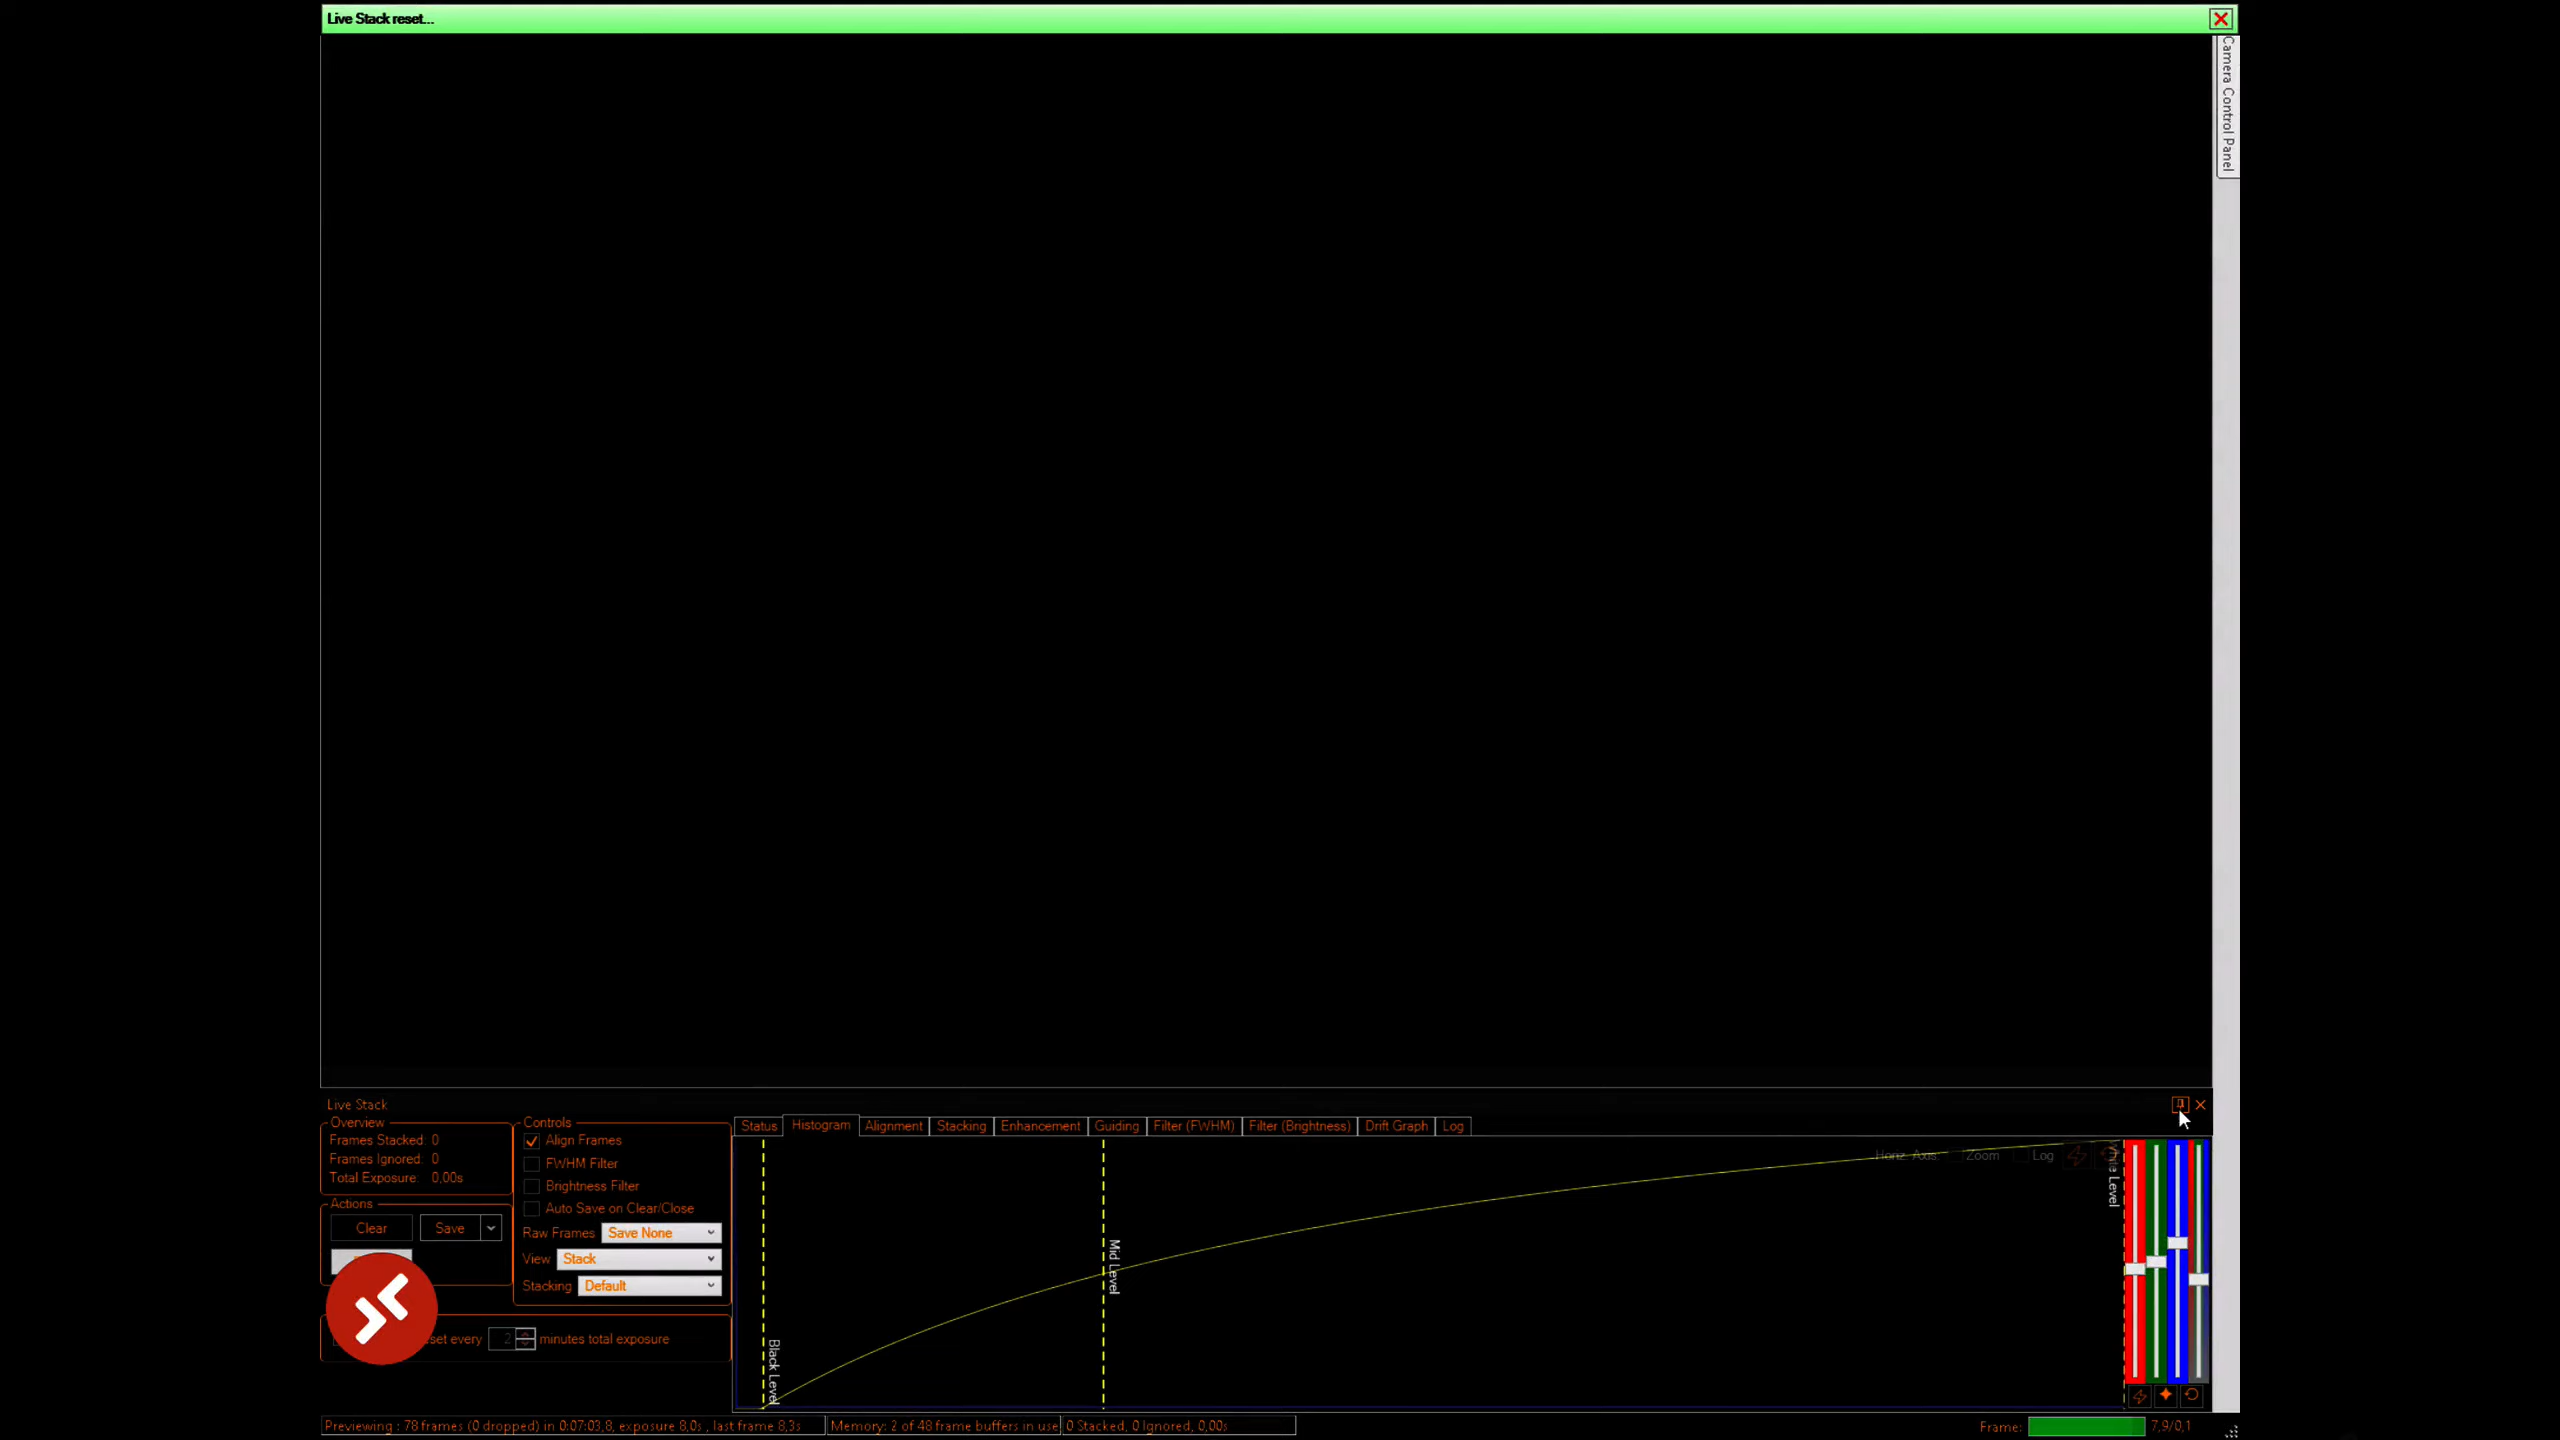 Live Stack reset...
Camera Control Panel
Live Stack
Overview
Frames Stacked: 0
Frames Ignored: 0
Total Exposure: 0,00s
Actions
Clear
Save
Controls
Align Frames
FWHM Filter
Brightness Filter
Auto Save on Clear/Close
Raw Frames Save None
View Stack
Stacking Default
set every 2 minutes total exposure
Status Histogram Alignment Stacking Enhancement Guiding Filter (FWHM) Filter (Brightness) Drift Graph Log
Horiz. Axis: Zoom Log
Black Level
Mid Level
White Level
Previewing : 78 frames (0 dropped) in 0:07:03,8, exposure 8,0s , last frame 8,3s
Memory: 2 of 48 frame buffers in use
0 Stacked, 0 Ignored, 0,00s
Frame: 7,9/0,1